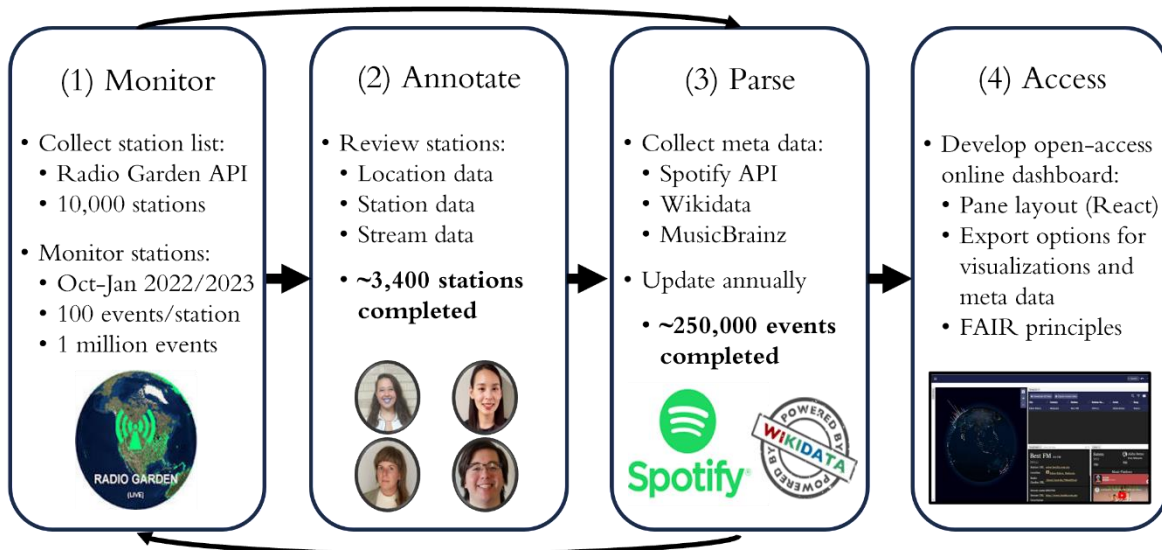 (1) Monitor
• Collect station list:
• Radio Garden API
• 10,000 stations
• Monitor stations:
• Oct-Jan 2022/2023
• 100 events/station
• 1 million events
RADIO GARDEN
(LIVE)
(2) Annotate
• Review stations:
• Location data
• Station data
• Stream data
• ~3,400 stations
completed
(3) Parse
• Collect meta data:
• Spotify API
• Wikidata
• MusicBrainz
• Update annually
• ~250,000 events
completed
Spotify
POWERED BY
WIKIDATA
POWERED BY
(4) Access
• Develop open-access
online dashboard:
• Pane layout (React)
• Export options for
visualizations and
meta data
• FAIR principles
Best FM